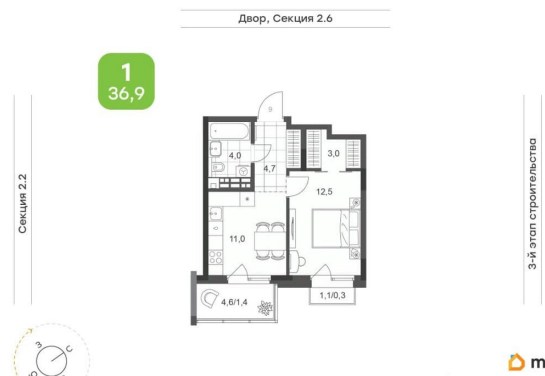 Двор, Секция 2.6
1
36,9
Секция 2.2
3-й этап строительства
4,0
4,7
3,0
12,5
11,0
4,6/1,4
1,1/0,3
З
С
m